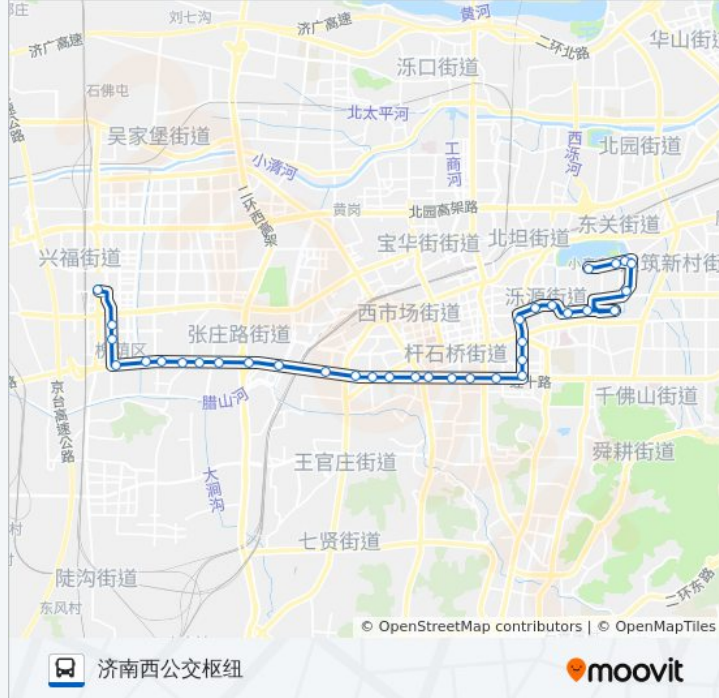 刘七沟
济广高速
济广高速
黄河
二环北路
华山街道
泺口街道
石佛屯
北太平河
吴家堡街道
小清河
工商河
西泺河
北园街道
二环西高架
黄岗
北园高架路
东关街道
兴福街道
宝华街街道
北坦街道
筑新村街
泺源街道
西市场街道
张庄路街道
杆石桥街道
腊山河
京台高速公路
千佛山街道
舜耕街道
王官庄街道
大涧沟
七贤街道
陡沟街道
二环东路
东风村
© OpenStreetMap contributors | © OpenMapTiles
济南西公交枢纽
moovit